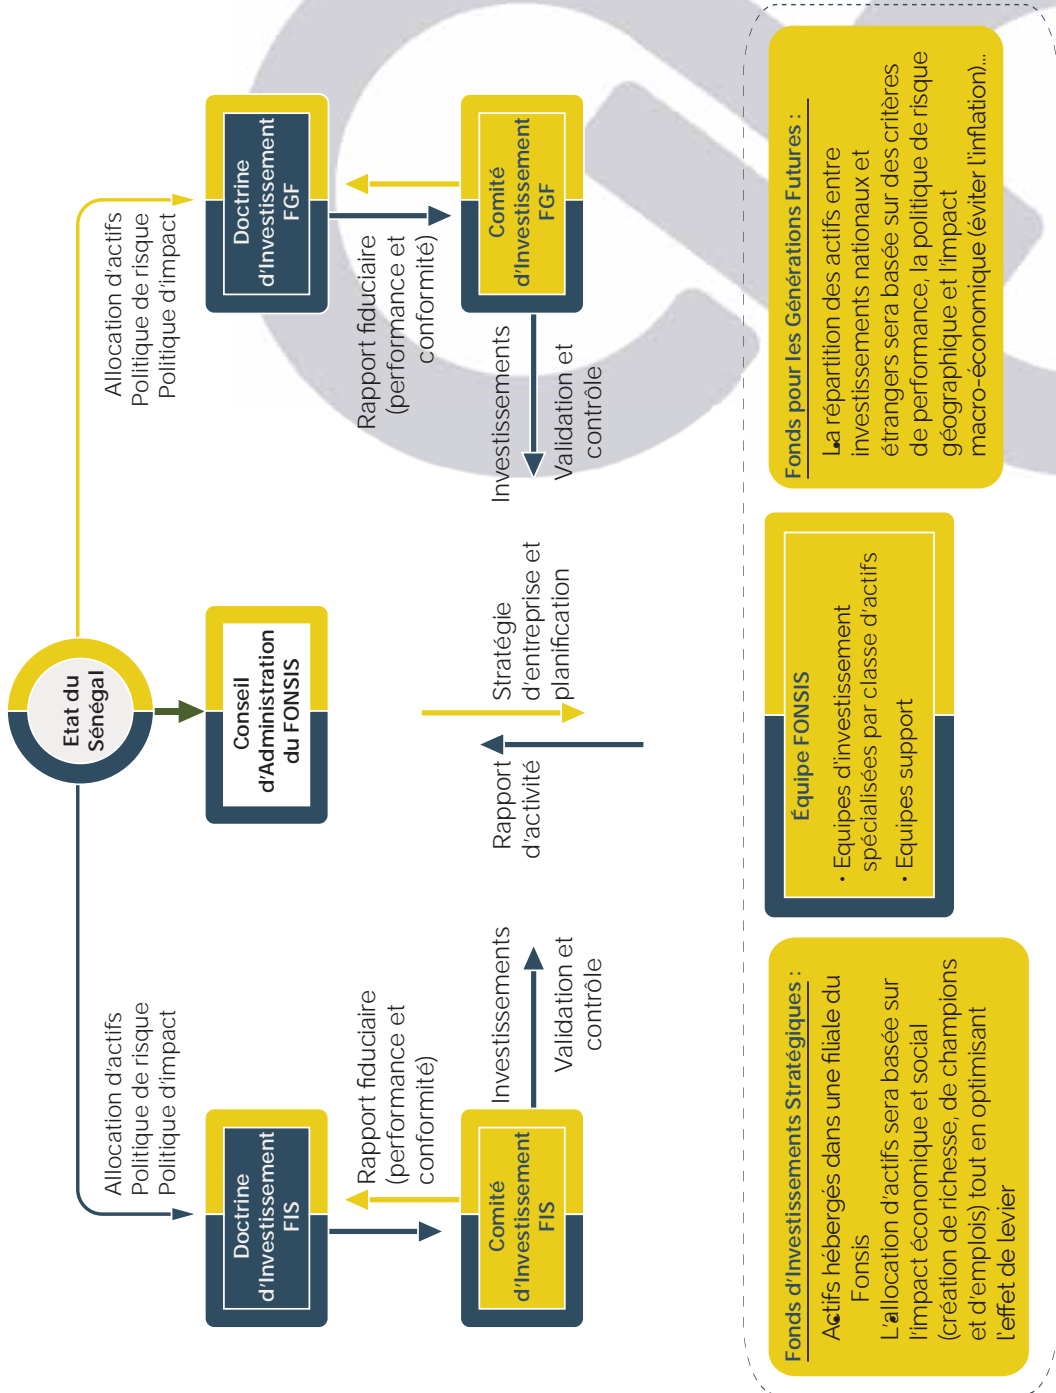 Etat du
Sénégal
Allocation d'actifs
Politique de risque
Politique d'impact
Allocation d'actifs
Politique de risque
Politique d'impact
Doctrine
d'Investissement
FIS
Conseil
d'Administration
du FONSIS
Doctrine
d'Investissement
FGF
Rapport fiduciaire
(performance et
conformité)
Rapport fiduciaire
(performance et
conformité)
Comité
d'Investissement
FIS
Investissements
Validation et
contrôle
Rapport
d'activité
Stratégie
d'entreprise et
planification
Investissements
Validation et
contrôle
Comité
d'Investissement
FGF
Fonds d'Investissements Stratégiques :
Actifs hébergés dans une filiale du
Fonsis
L'allocation d'actifs sera basée sur
l'impact économique et social
(création de richesse, de champions
et d'emplois) tout en optimisant
l'effet de levier
Équipe FONSIS
• Equipes d'investissement
spécialisées par classe d'actifs
• Equipes support
Fonds pour les Générations Futures :
La répartition des actifs entre
investissements nationaux et
étrangers sera basée sur des critères
de performance, la politique de risque
géographique et l'impact
macro-économique (éviter l'inflation)...